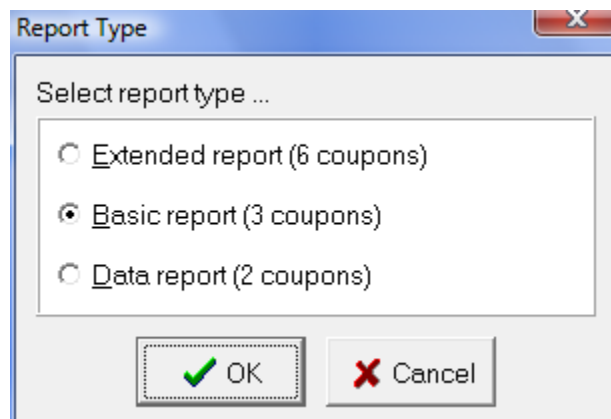 Report Type
Select report type ...
Extended report (6 coupons)
Basic report (3 coupons)
Data report (2 coupons)
OK Cancel